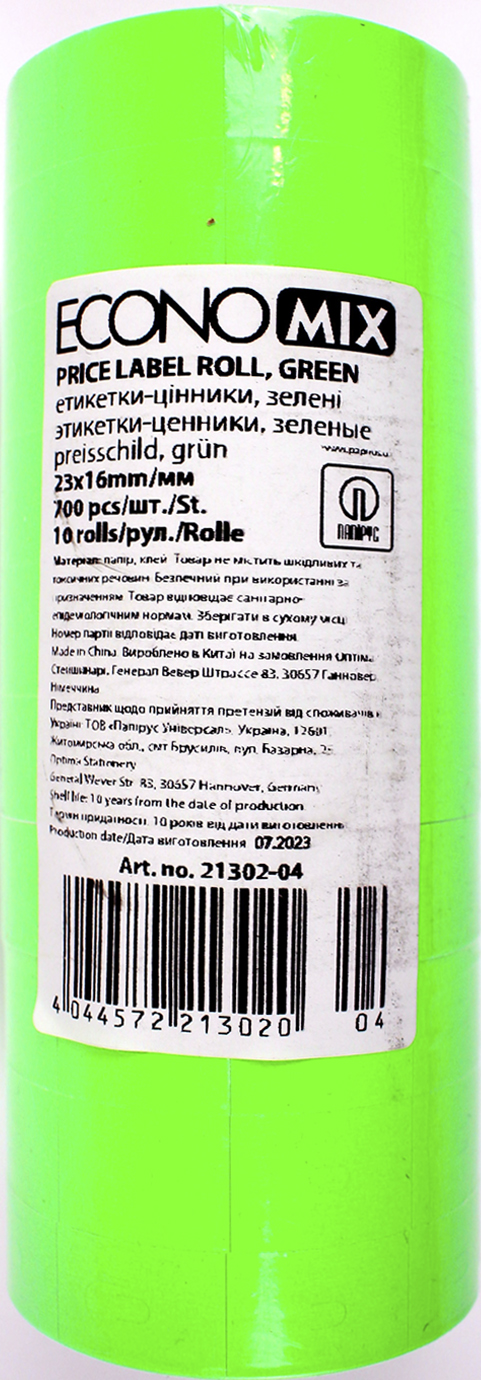 ECONOMIX
PRICE LABEL ROLL, GREEN
етикетки-цінники, зелені
этикетки-ценники, зеленые
preisschild, grün
23x16mm/мм
700 pcs/шт./St.
10 rolls/рул./Rolle
ПАПІРУС
Матеріал: папір, клей. Товар не містить шкідливих та
токсичних речовин. Безпечний при використанні за
призначенням. Товар відповідає санітарно-
епідеміологічним нормам. Зберігати в сухому місці
Номер партії відповідає даті виготовлення
Made in China. Вироблено в Китаї на замовлення Оптіма
Стейшинарі, Генерал Вевер Штрассе 83, 30657 Ганновер,
Німеччина
Представник щодо прийняття претензій від споживачів в
Україні: ТОВ «Папірус Універсал», Україна, 12601,
Житомирська обл., смт Брусилів, вул. Базарна,
Optima Stationery
General Wever Str. 83, 30657 Hannover, Germany
Shelf life: 10 years from the date of production
Термін придатності: 10 років від дати виготовлення
Production date/Дата виготовлення 07.2023
Art. no. 21302-04
4 044572 213020 04